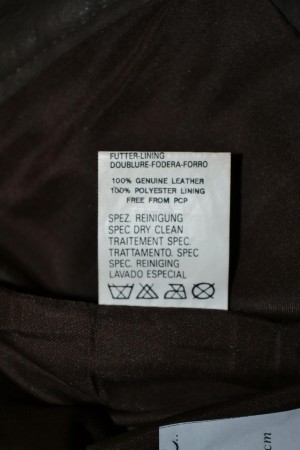 FUTTER-LINING
DOUBLURE-FODERA-FORRO
100% GENUINE LEATHER
100% POLYESTER LINING
FREE FROM PCP
SPEZ. REINIGUNG
SPEC DRY CLEAN
TRAITEMENT SPEC.
TRATTAMENTO. SPEC
SPEC. REINIGING
LAVADO ESPECIAL
cm